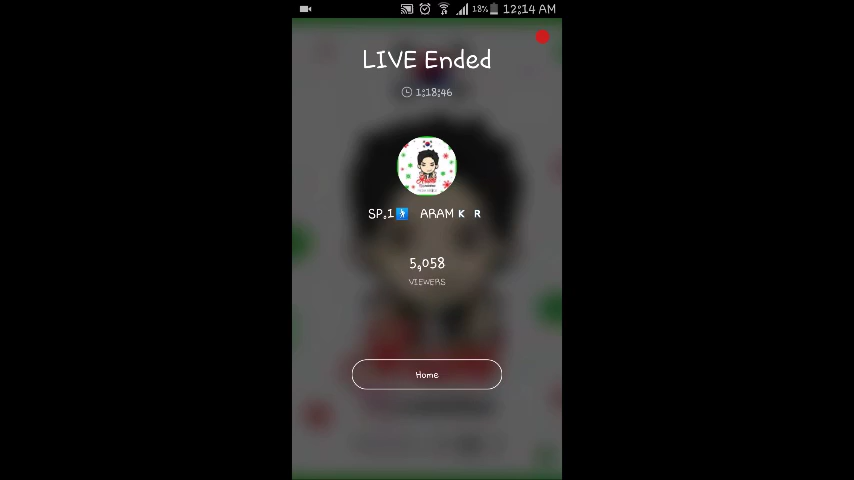 18% 12:14 AM
LIVE Ended
1:18:46
SP.1 ARAM K R
5,058
VIEWERS
Home